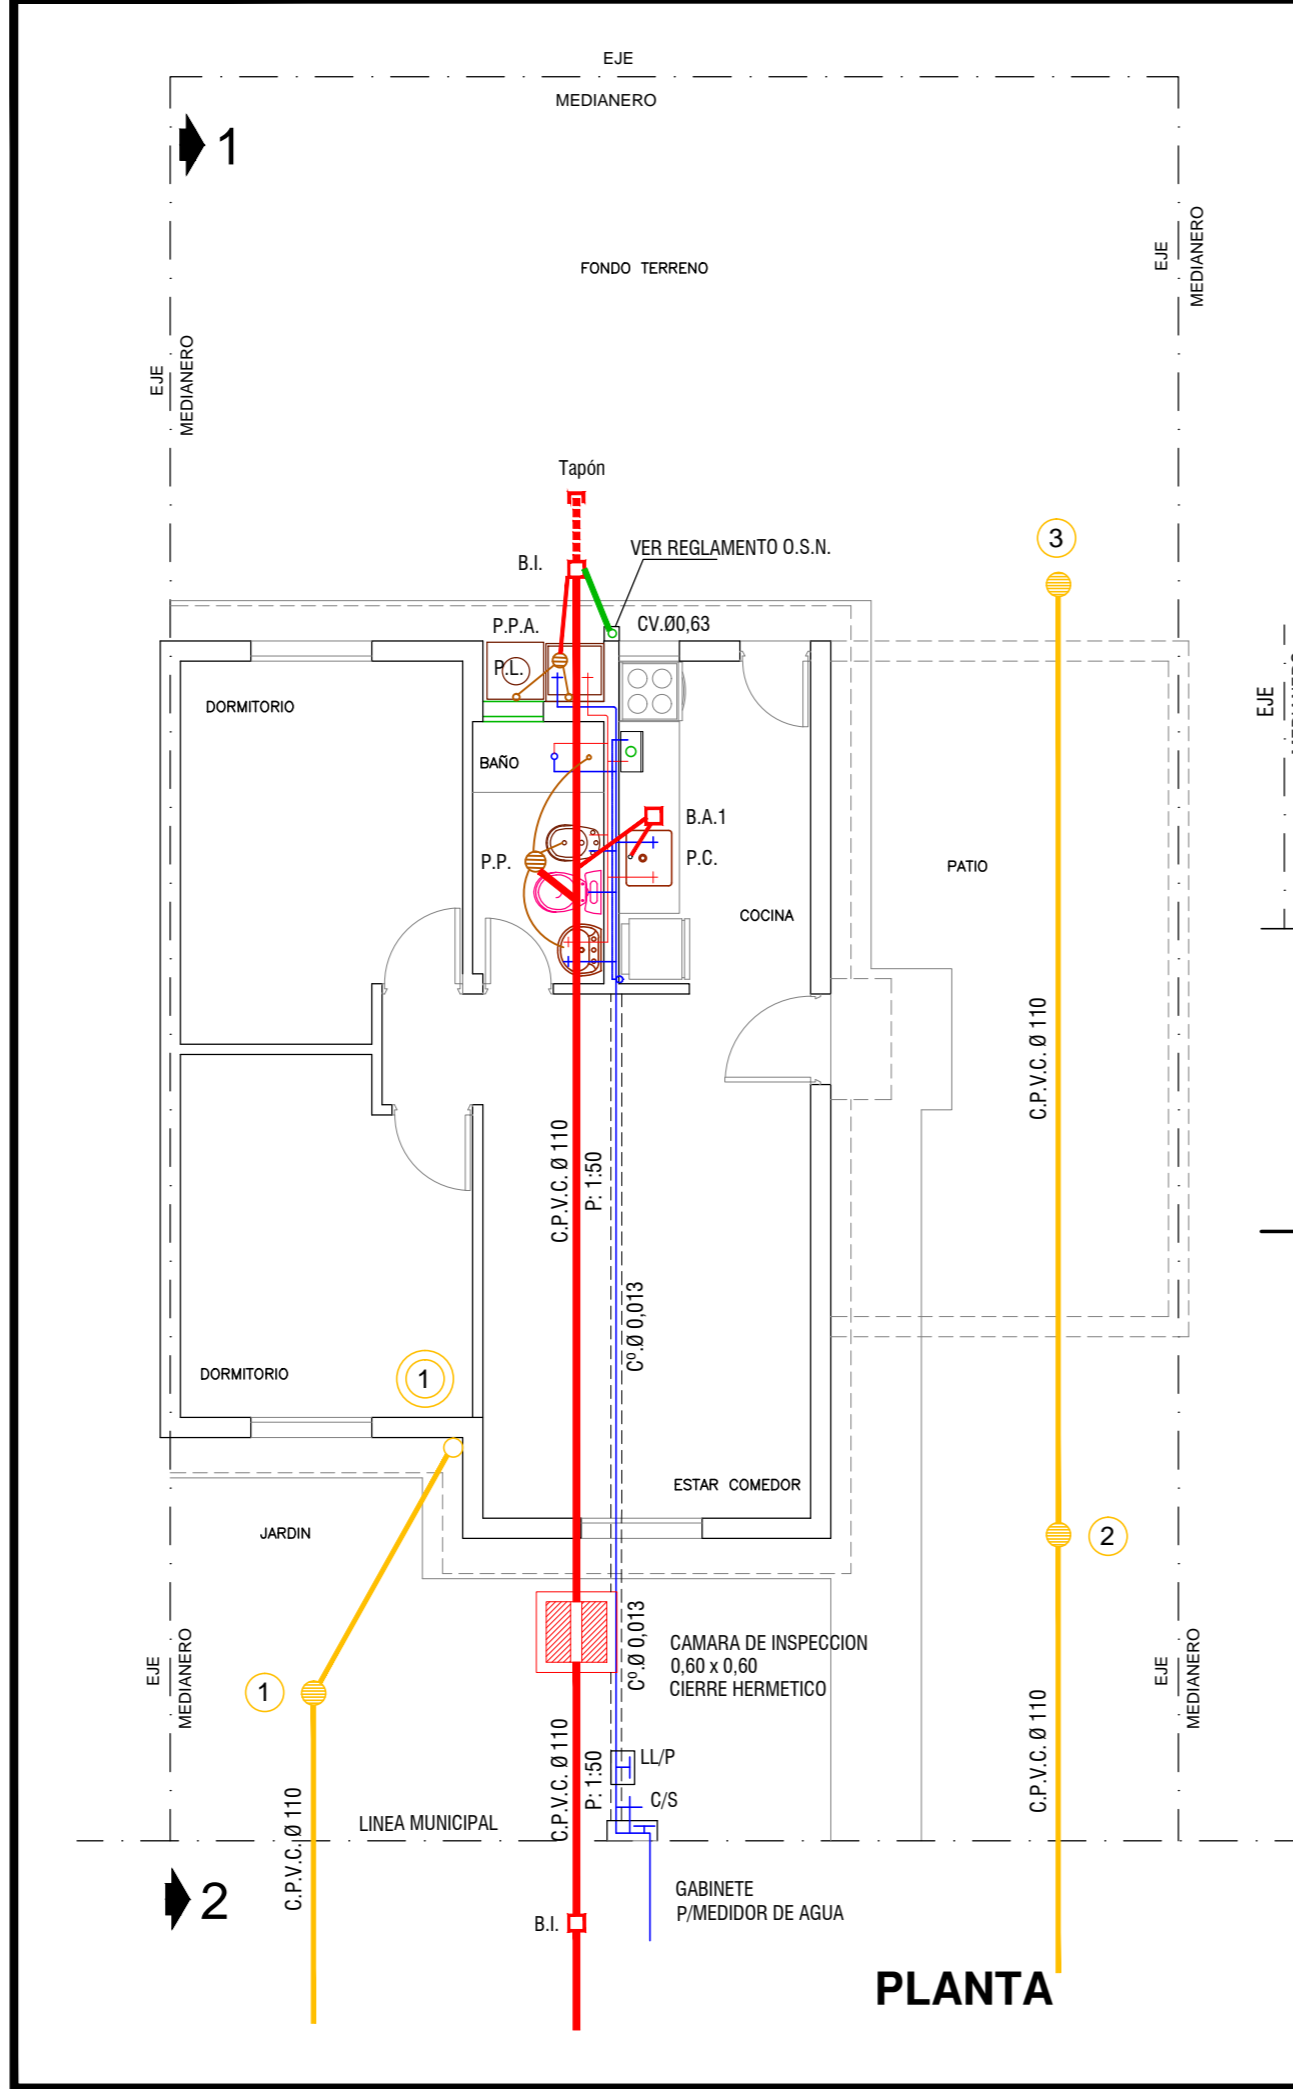 EJE
MEDIANERO
1
EJE
MEDIANERO
FONDO TERRENO
EJE
MEDIANERO
Tapón
3
VER REGLAMENTO O.S.N.
B.I.
P.P.A.
CV.Ø0,63
P.L.
EJE
DORMITORIO
BAÑO
B.A.1
P.P.
P.C.
PATIO
COCINA
C.P.V.C. Ø 110
C.P.V.C. Ø 110
P: 1:50
Cº.Ø 0,013
DORMITORIO
1
ESTAR COMEDOR
JARDIN
2
EJE
MEDIANERO
Cº.Ø 0,013
CAMARA DE INSPECCION
0,60 x 0,60
CIERRE HERMETICO
EJE
MEDIANERO
1
C.P.V.C. Ø 110
C.P.V.C. Ø 110
P: 1:50
LL/P
C/S
C.P.V.C. Ø 110
LINEA MUNICIPAL
2
GABINETE
P/MEDIDOR DE AGUA
B.I.
PLANTA